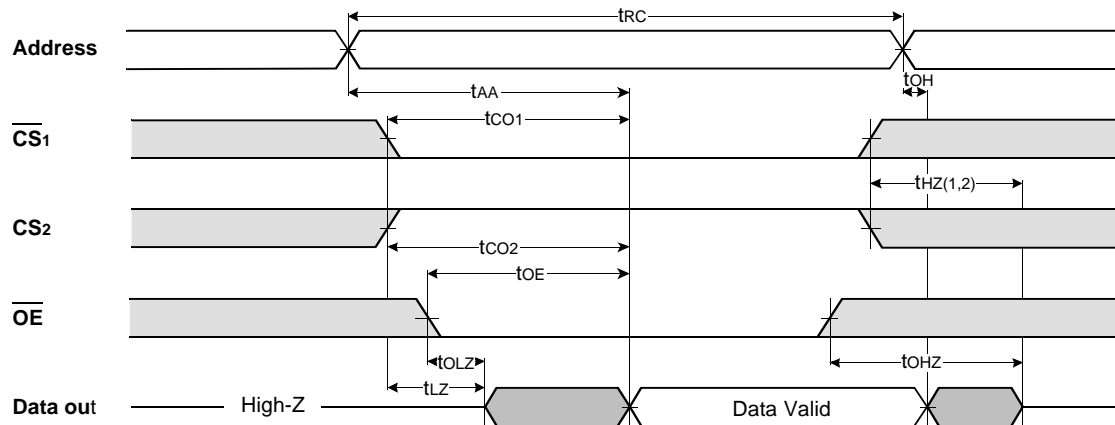 tRC
Address
tOH
tAA
tCO1
CS1
tHZ(1,2)
CS2
tCO2
tOE
OE
tOLZ
tOHZ
tLZ
Data out High-Z Data Valid